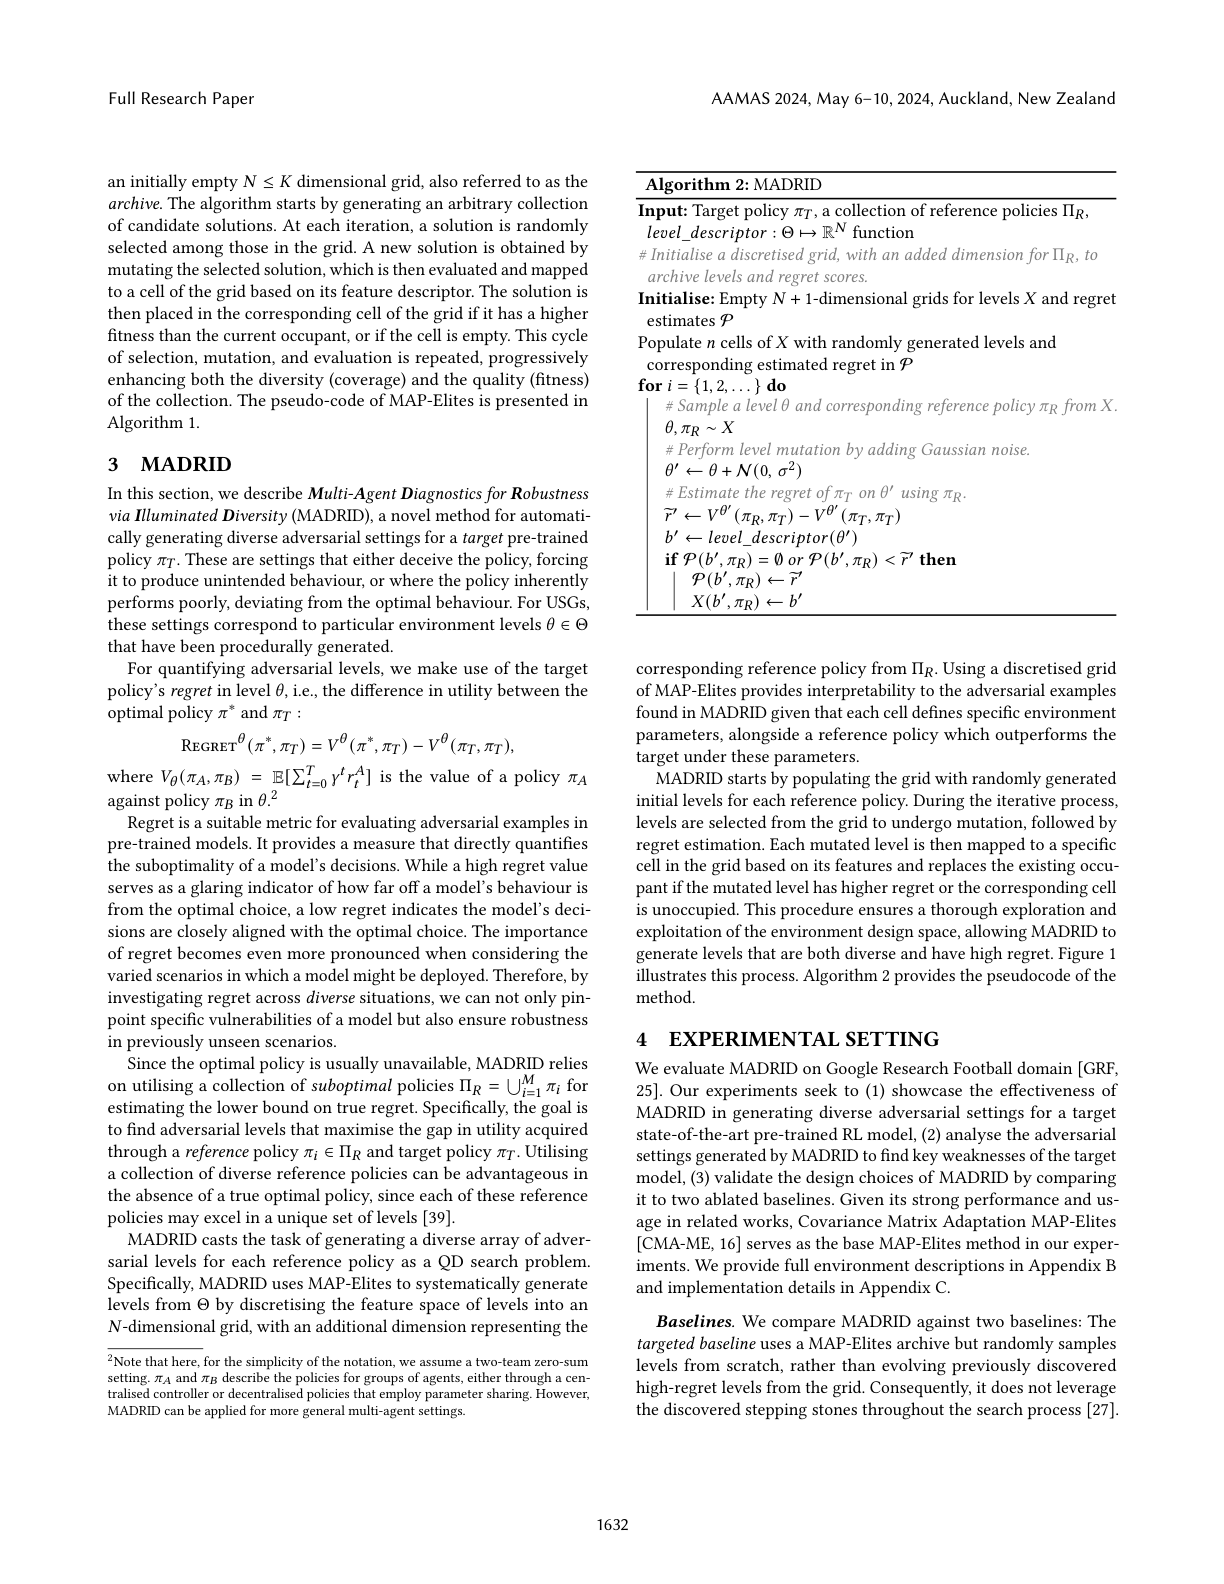 Full Research Paper
AAMAS 2024, May 6–10, 2024, Auckland, New Zealand
an initially empty N ≤ K dimensional grid, also referred to as the
archive. The algorithm starts by generating an arbitrary collection
of candidate solutions. At each iteration, a solution is randomly
selected among those in the grid. A new solution is obtained by
mutating the selected solution, which is then evaluated and mapped
to a cell of the grid based on its feature descriptor. The solution is
then placed in the corresponding cell of the grid if it has a higher
fitness than the current occupant, or if the cell is empty. This cycle
of selection, mutation, and evaluation is repeated, progressively
enhancing both the diversity (coverage) and the quality (fitness)
of the collection. The pseudo-code of MAP-Elites is presented in
Algorithm 1.
3 MADRID
In this section, we describe Multi-Agent Diagnostics for Robustness
via Illuminated Diversity (MADRID), a novel method for automati-
cally generating diverse adversarial settings for a target pre-trained
policy π_T. These are settings that either deceive the policy, forcing
it to produce unintended behaviour, or where the policy inherently
performs poorly, deviating from the optimal behaviour. For USGs,
these settings correspond to particular environment levels θ ∈ Θ
that have been procedurally generated.
For quantifying adversarial levels, we make use of the target
policy's regret in level θ, i.e., the difference in utility between the
optimal policy π* and π_T :
REGRET^θ(π*, π_T) = V^θ(π*, π_T) − V^θ(π_T, π_T),
where V_θ(π_A, π_B) = 𝔼[∑_{t=0}^T γ^t r_t^A] is the value of a policy π_A
against policy π_B in θ.²
Regret is a suitable metric for evaluating adversarial examples in
pre-trained models. It provides a measure that directly quantifies
the suboptimality of a model's decisions. While a high regret value
serves as a glaring indicator of how far off a model's behaviour is
from the optimal choice, a low regret indicates the model's deci-
sions are closely aligned with the optimal choice. The importance
of regret becomes even more pronounced when considering the
varied scenarios in which a model might be deployed. Therefore, by
investigating regret across diverse situations, we can not only pin-
point specific vulnerabilities of a model but also ensure robustness
in previously unseen scenarios.
Since the optimal policy is usually unavailable, MADRID relies
on utilising a collection of suboptimal policies Π_R = ⋃_{i=1}^M π_i for
estimating the lower bound on true regret. Specifically, the goal is
to find adversarial levels that maximise the gap in utility acquired
through a reference policy π_i ∈ Π_R and target policy π_T. Utilising
a collection of diverse reference policies can be advantageous in
the absence of a true optimal policy, since each of these reference
policies may excel in a unique set of levels [39].
MADRID casts the task of generating a diverse array of adver-
sarial levels for each reference policy as a QD search problem.
Specifically, MADRID uses MAP-Elites to systematically generate
levels from Θ by discretising the feature space of levels into an
N-dimensional grid, with an additional dimension representing the
²Note that here, for the simplicity of the notation, we assume a two-team zero-sum
setting. π_A and π_B describe the policies for groups of agents, either through a cen-
tralised controller or decentralised policies that employ parameter sharing. However,
MADRID can be applied for more general multi-agent settings.
Algorithm 2: MADRID
Input: Target policy π_T, a collection of reference policies Π_R,
level_descriptor : Θ ↦ ℝ^N function
# Initialise a discretised grid, with an added dimension for Π_R, to
archive levels and regret scores.
Initialise: Empty N + 1-dimensional grids for levels X and regret
estimates 𝒫
Populate n cells of X with randomly generated levels and
corresponding estimated regret in 𝒫
for i = {1, 2, . . . } do
# Sample a level θ and corresponding reference policy π_R from X.
θ, π_R ∼ X
# Perform level mutation by adding Gaussian noise.
θ′ ← θ + 𝒩(0, σ²)
# Estimate the regret of π_T on θ′ using π_R.
r̃′ ← V^θ′(π_R, π_T) − V^θ′(π_T, π_T)
b′ ← level_descriptor(θ′)
if 𝒫(b′, π_R) = ∅ or 𝒫(b′, π_R) < r̃′ then
𝒫(b′, π_R) ← r̃′
X(b′, π_R) ← b′
corresponding reference policy from Π_R. Using a discretised grid
of MAP-Elites provides interpretability to the adversarial examples
found in MADRID given that each cell defines specific environment
parameters, alongside a reference policy which outperforms the
target under these parameters.
MADRID starts by populating the grid with randomly generated
initial levels for each reference policy. During the iterative process,
levels are selected from the grid to undergo mutation, followed by
regret estimation. Each mutated level is then mapped to a specific
cell in the grid based on its features and replaces the existing occu-
pant if the mutated level has higher regret or the corresponding cell
is unoccupied. This procedure ensures a thorough exploration and
exploitation of the environment design space, allowing MADRID to
generate levels that are both diverse and have high regret. Figure 1
illustrates this process. Algorithm 2 provides the pseudocode of the
method.
4 EXPERIMENTAL SETTING
We evaluate MADRID on Google Research Football domain [GRF,
25]. Our experiments seek to (1) showcase the effectiveness of
MADRID in generating diverse adversarial settings for a target
state-of-the-art pre-trained RL model, (2) analyse the adversarial
settings generated by MADRID to find key weaknesses of the target
model, (3) validate the design choices of MADRID by comparing
it to two ablated baselines. Given its strong performance and us-
age in related works, Covariance Matrix Adaptation MAP-Elites
[CMA-ME, 16] serves as the base MAP-Elites method in our exper-
iments. We provide full environment descriptions in Appendix B
and implementation details in Appendix C.
Baselines. We compare MADRID against two baselines: The
targeted baseline uses a MAP-Elites archive but randomly samples
levels from scratch, rather than evolving previously discovered
high-regret levels from the grid. Consequently, it does not leverage
the discovered stepping stones throughout the search process [27].
1632